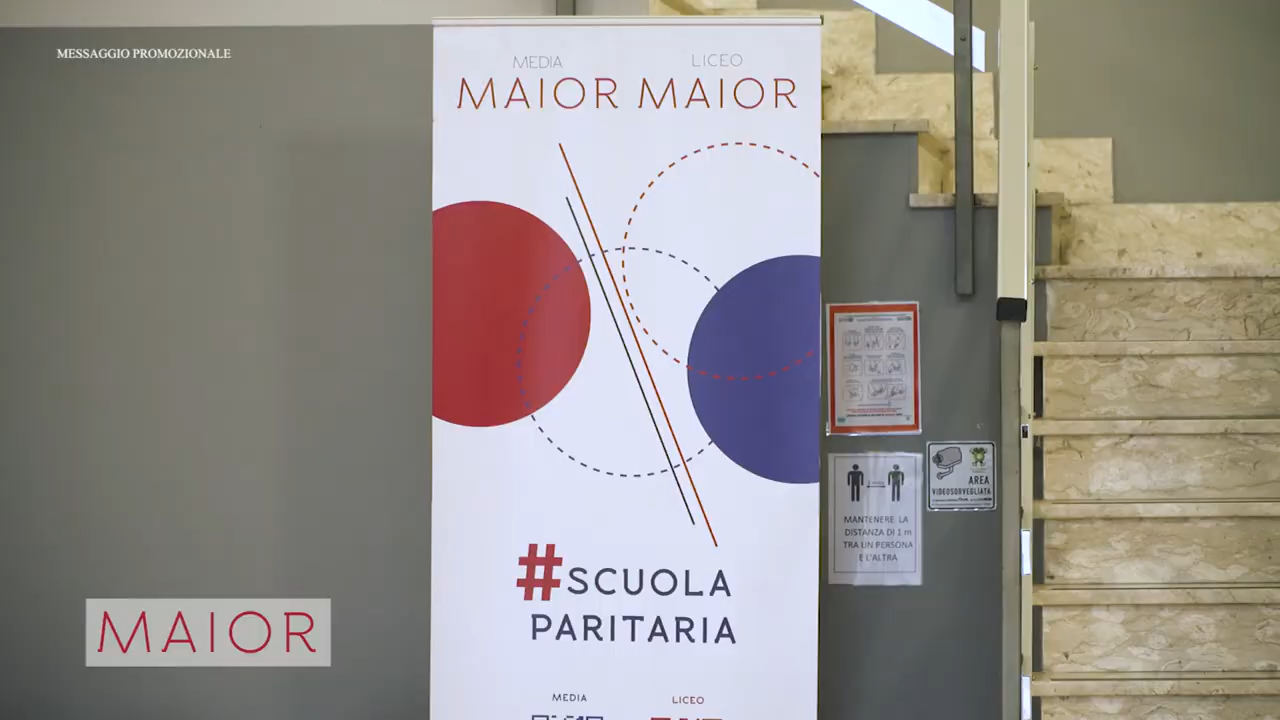 MESSAGGIO PROMOZIONALE
MEDIA LICEO
MAIOR MAIOR
#SCUOLA
PARITARIA
MEDIA LICEO
AREA
VIDEOSORVEGLIATA
MANTENERE LA
DISTANZA DI 1 m
TRA UN PERSONA
E L'ALTRA
MAIOR